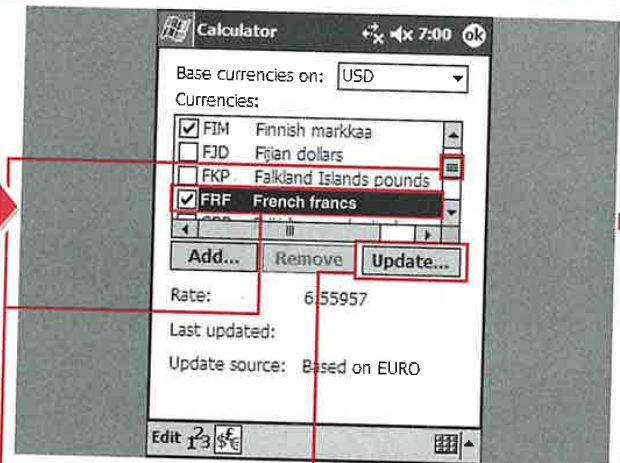 Calculator 7:00 ok
Base currencies on: USD
Currencies:
FIM Finnish markkaa
FJD Fijian dollars
FKP Falkland Islands pounds
FRF French francs
Add... Remove Update...
Rate: 6.55957
Last updated:
Update source: Based on EURO
Edit 123 $£€